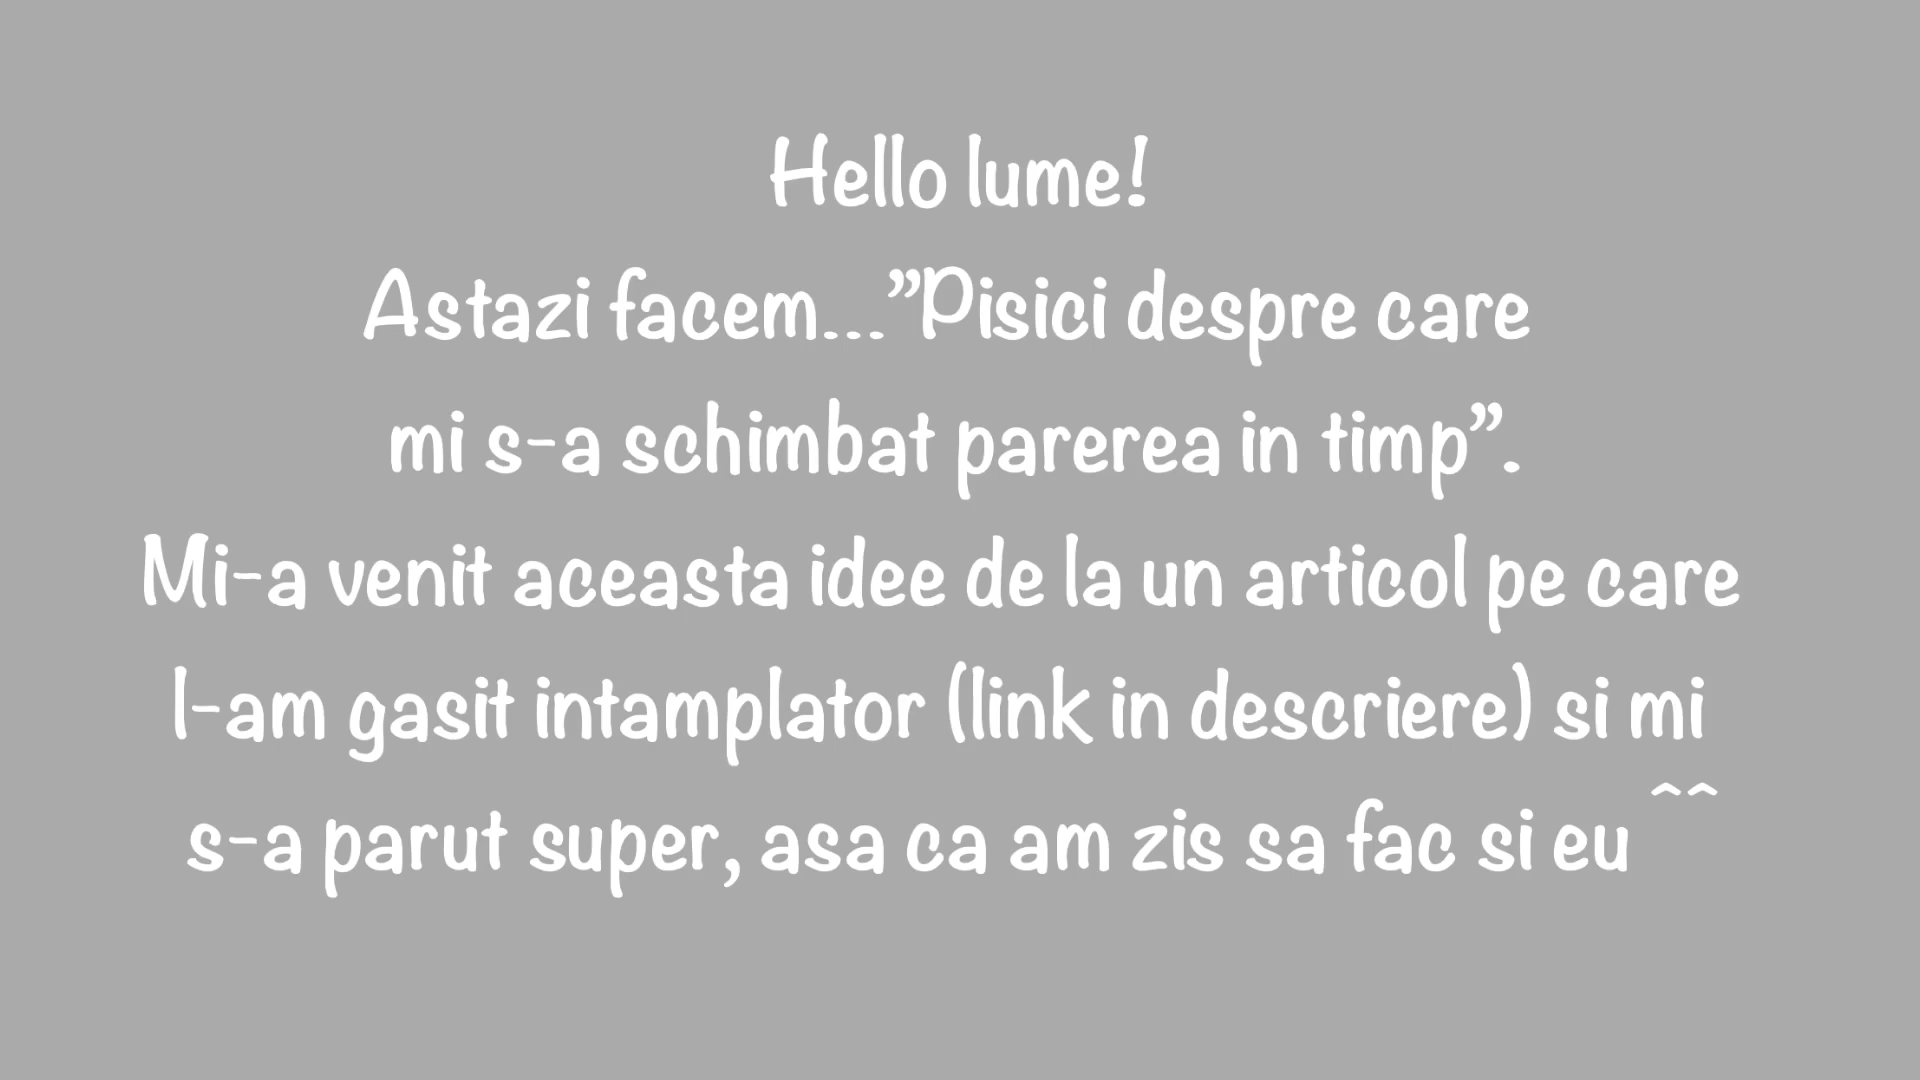 Hello lume!
Astazi facem...”Pisici despre care
mi s-a schimbat parerea in timp”.
Mi-a venit aceasta idee de la un articol pe care
l-am gasit intamplator (link in descriere) si mi
s-a parut super, asa ca am zis sa fac si eu ^^